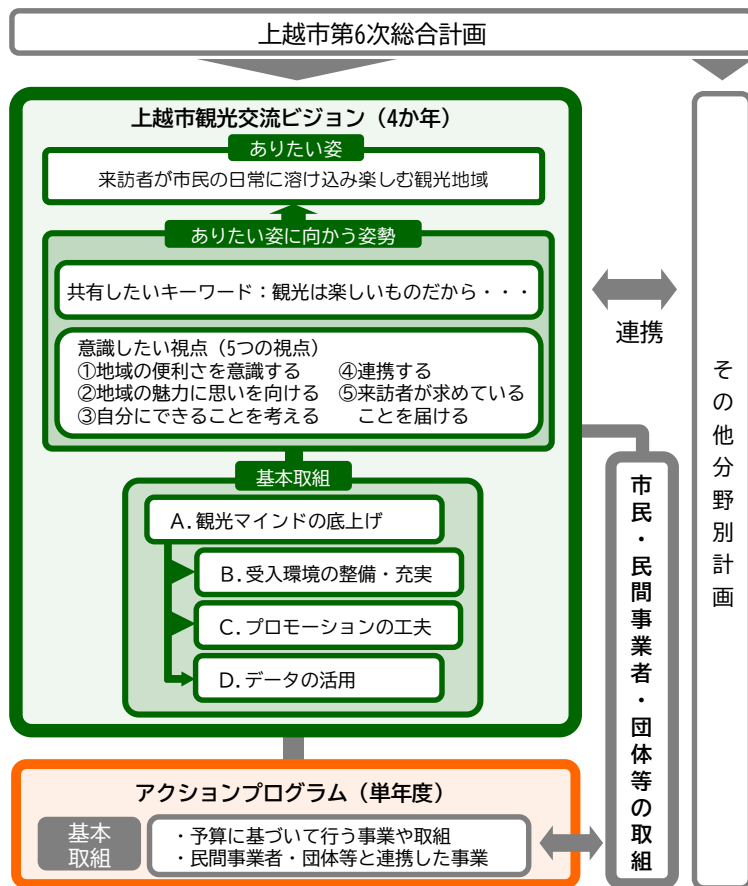 上越市第6次総合計画
上越市観光交流ビジョン（4か年）
ありたい姿
来訪者が市民の日常に溶け込み楽しむ観光地域
ありたい姿に向かう姿勢
共有したいキーワード：観光は楽しいものだから・・・
意識したい視点（5つの視点）
①地域の便利さを意識する
②地域の魅力に思いを向ける
③自分にできることを考える
④連携する
⑤来訪者が求めている
ことを届ける
基本取組
A.観光マインドの底上げ
B.受入環境の整備・充実
C.プロモーションの工夫
D.データの活用
連携
その他分野別計画
市民・民間事業者・団体等の取組
アクションプログラム（単年度）
基本
取組
・予算に基づいて行う事業や取組
・民間事業者・団体等と連携した事業